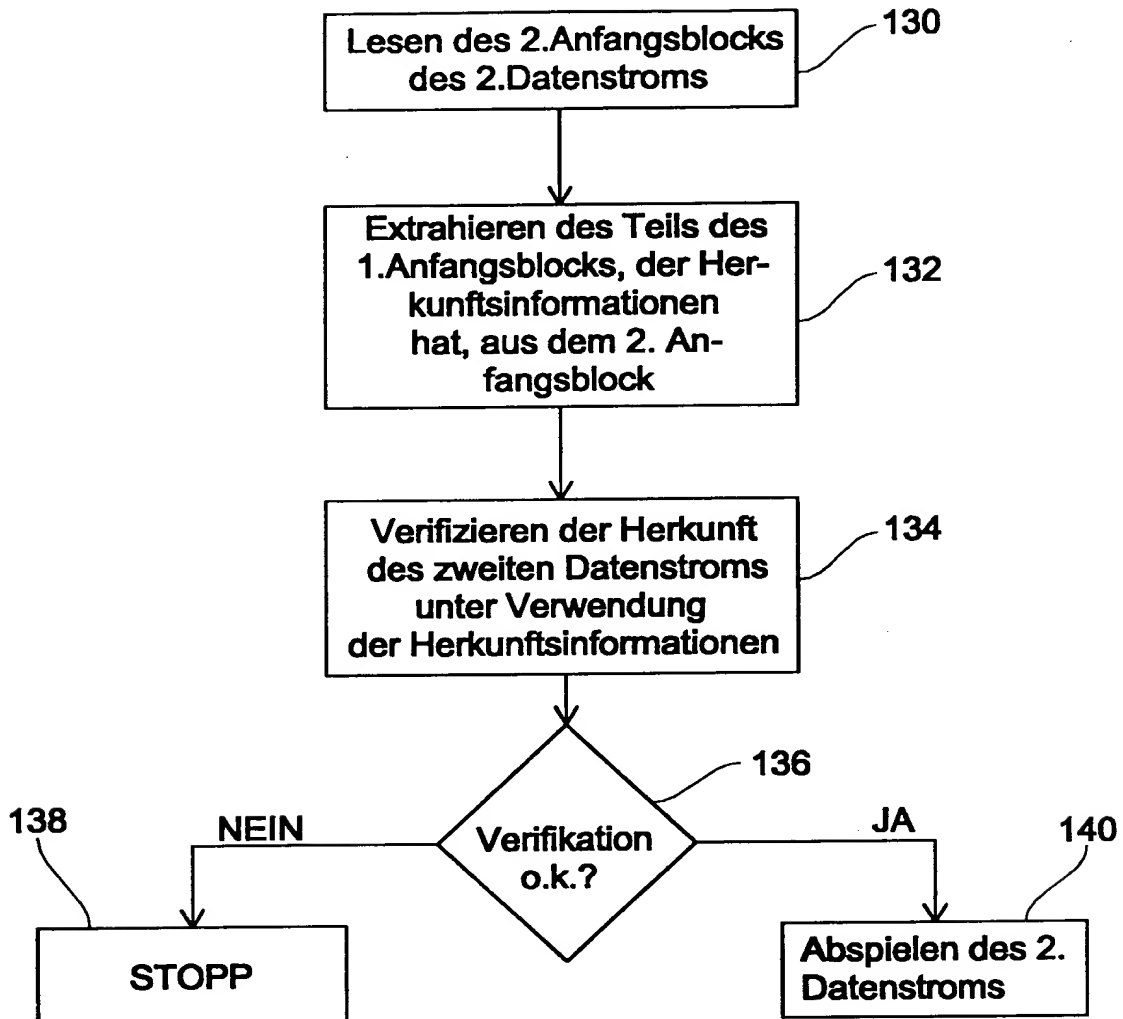 Lesen des 2.Anfangsblocks
des 2.Datenstroms
130
Extrahieren des Teils des
1.Anfangsblocks, der Her-
kunftsinformationen
hat, aus dem 2. An-
fangsblock
132
Verifizieren der Herkunft
des zweiten Datenstroms
unter Verwendung
der Herkunftsinformationen
134
Verifikation
o.k.?
136
NEIN
138
STOPP
JA
140
Abspielen des 2.
Datenstroms